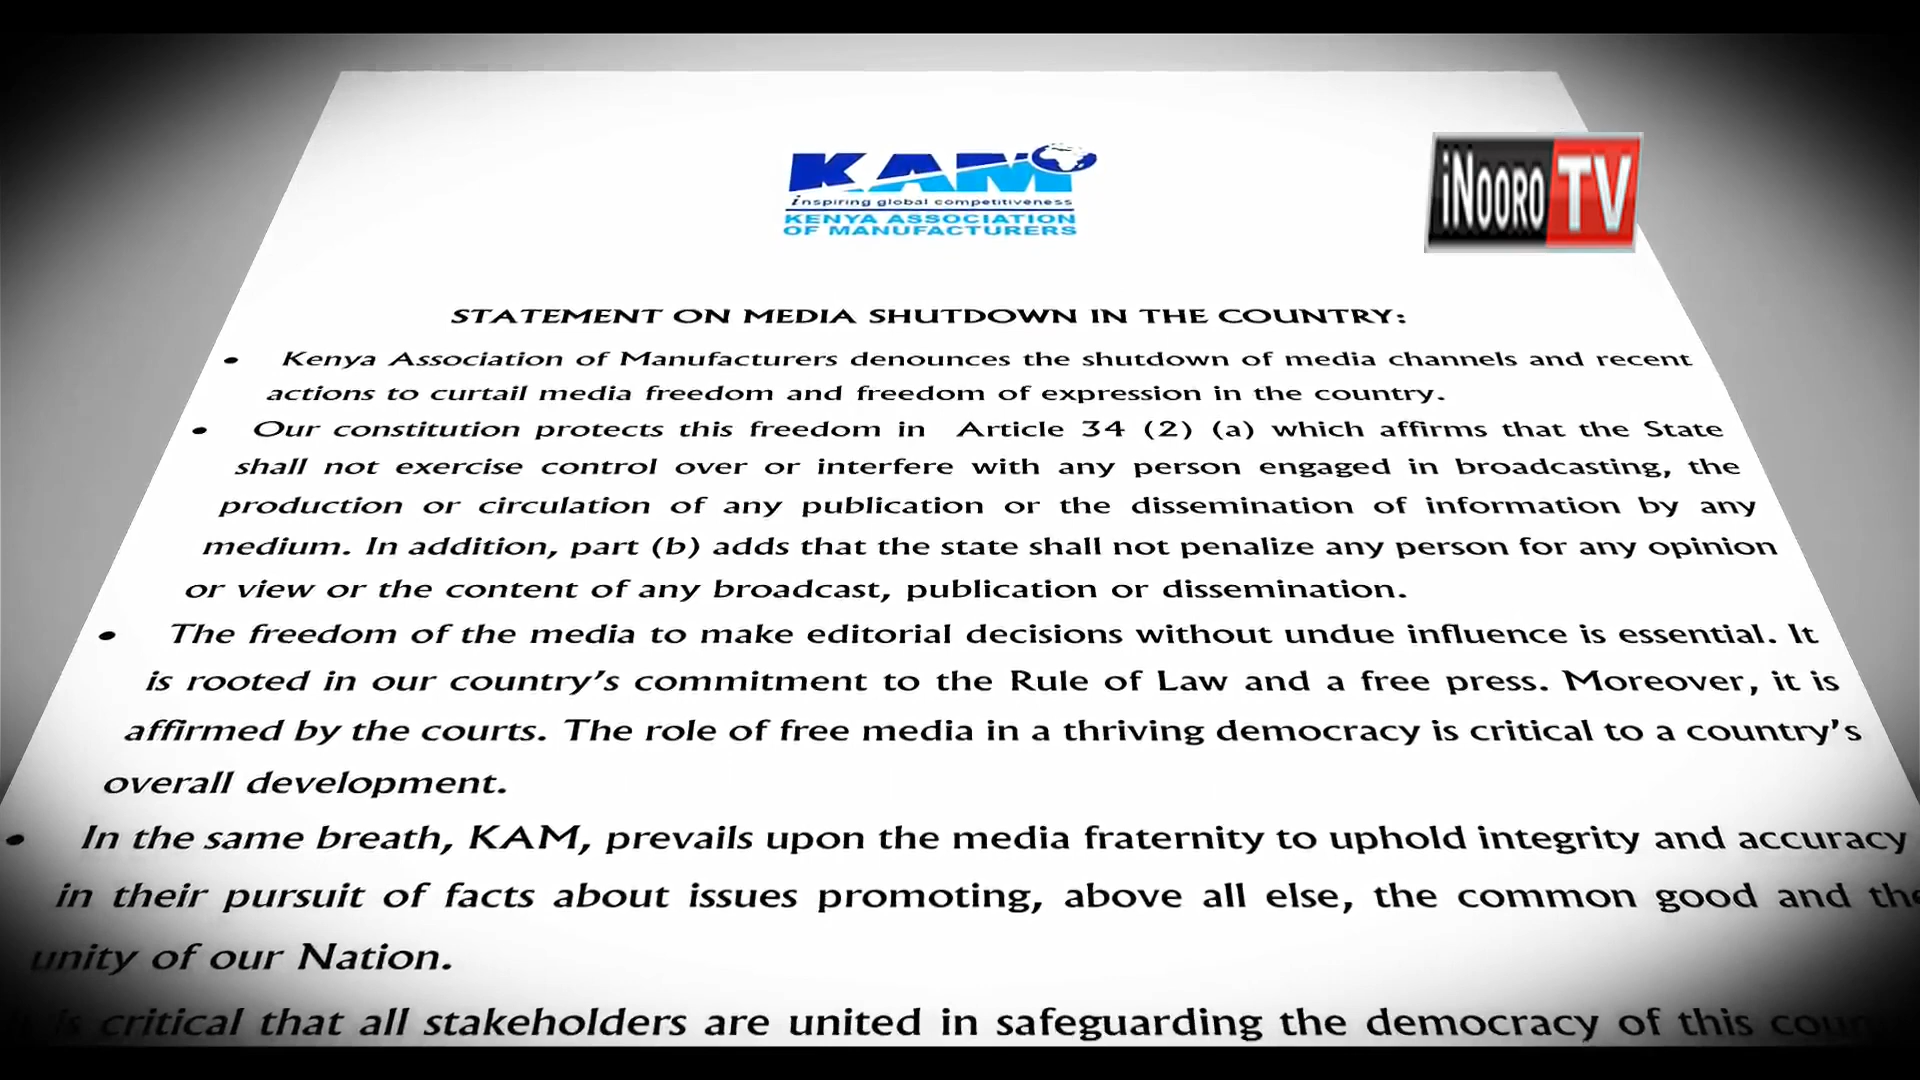 KAM
inspiring global competitiveness
KENYA ASSOCIATION
OF MANUFACTURERS
iNOORO TV
STATEMENT ON MEDIA SHUTDOWN IN THE COUNTRY:
• Kenya Association of Manufacturers denounces the shutdown of media channels and recent
actions to curtail media freedom and freedom of expression in the country.
• Our constitution protects this freedom in Article 34 (2) (a) which affirms that the State
shall not exercise control over or interfere with any person engaged in broadcasting, the
production or circulation of any publication or the dissemination of information by any
medium. In addition, part (b) adds that the state shall not penalize any person for any opinion
or view or the content of any broadcast, publication or dissemination.
• The freedom of the media to make editorial decisions without undue influence is essential. It
is rooted in our country's commitment to the Rule of Law and a free press. Moreover, it is
affirmed by the courts. The role of free media in a thriving democracy is critical to a country's
overall development.
• In the same breath, KAM, prevails upon the media fraternity to uphold integrity and accuracy
in their pursuit of facts about issues promoting, above all else, the common good and the
unity of our Nation.
is critical that all stakeholders are united in safeguarding the democracy of this